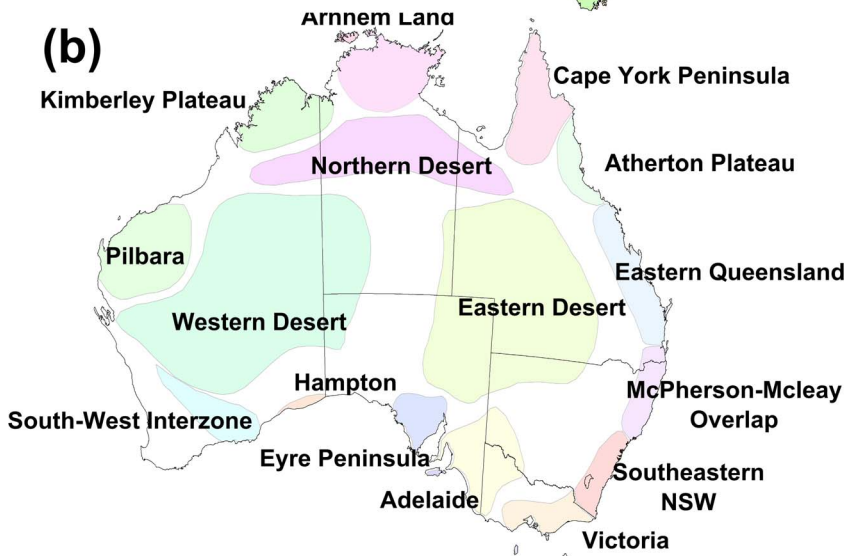 Arnhem Land
(b)
Cape York Peninsula
Kimberley Plateau
Northern Desert
Atherton Plateau
Pilbara
Eastern Queensland
Eastern Desert
Western Desert
Hampton
McPherson-Mcleay
Overlap
South-West Interzone
Eyre Peninsula
Southeastern
NSW
Adelaide
Victoria